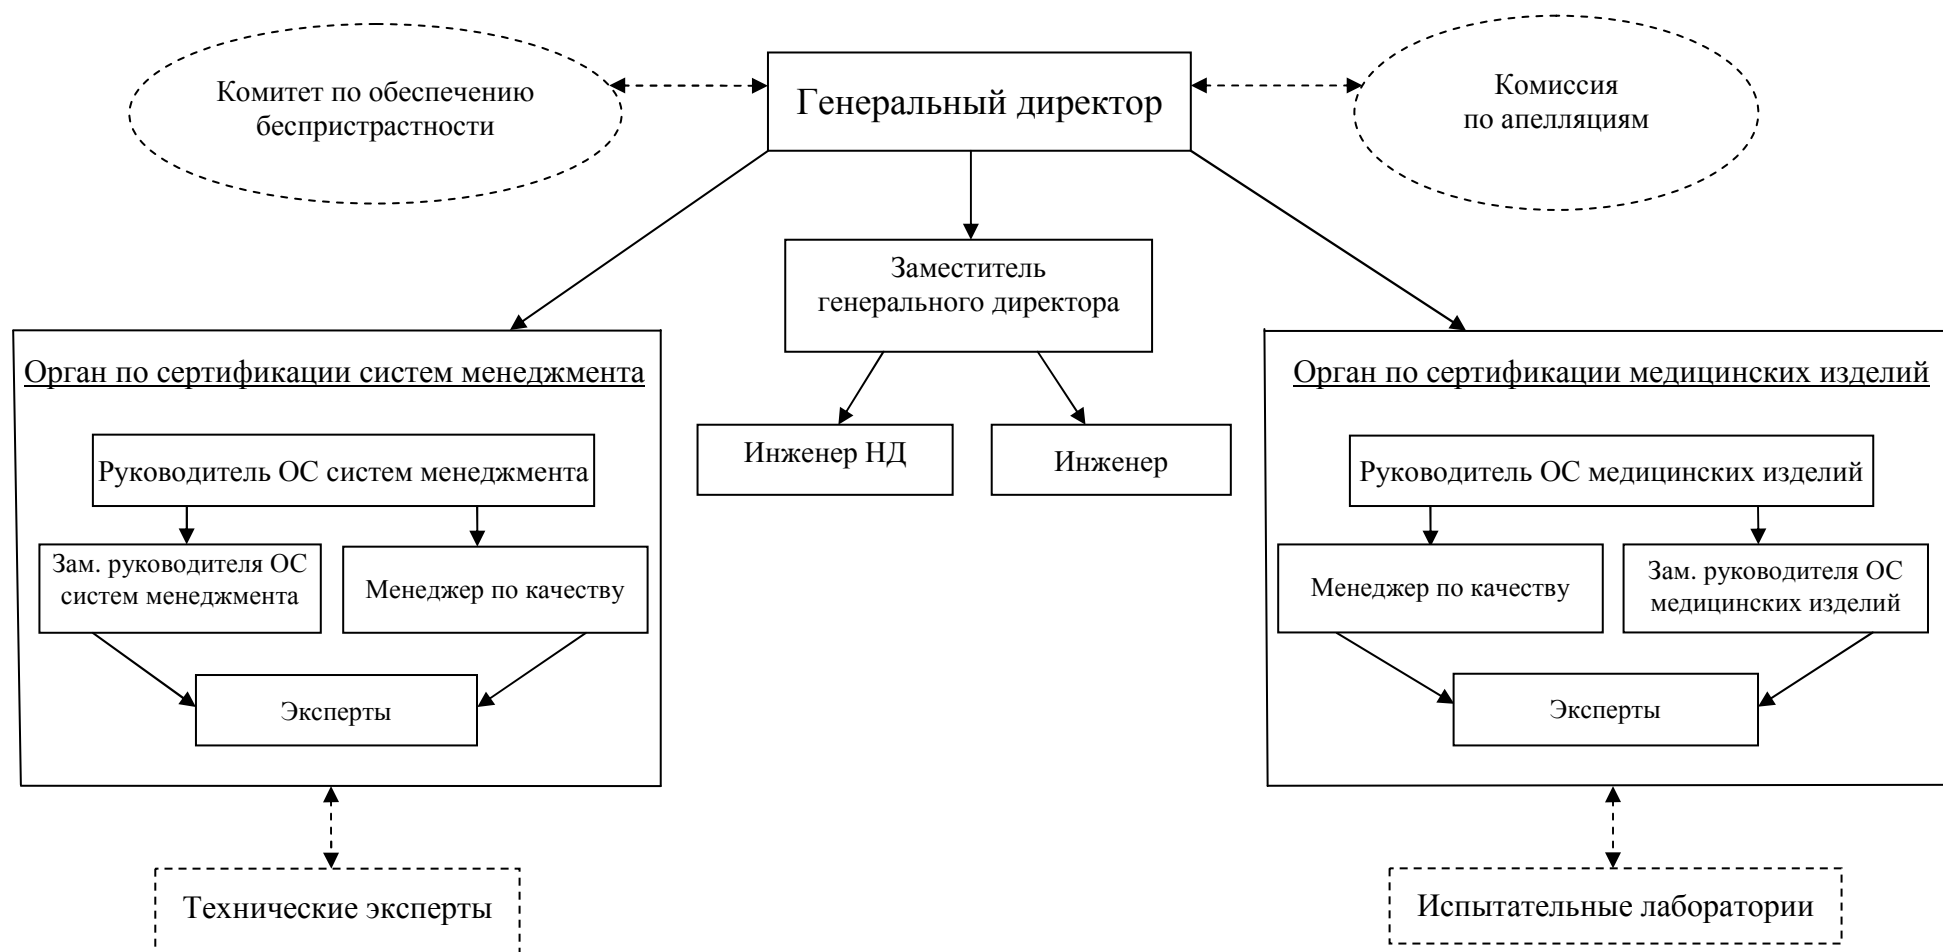 Комитет по обеспечению
беспристрастности
Генеральный директор
Комиссия
по апелляциям
Заместитель
генерального директора
Орган по сертификации систем менеджмента
Руководитель ОС систем менеджмента
Зам. руководителя ОС
систем менеджмента
Менеджер по качеству
Эксперты
Инженер НД
Инженер
Орган по сертификации медицинских изделий
Руководитель ОС медицинских изделий
Менеджер по качеству
Зам. руководителя ОС
медицинских изделий
Эксперты
Технические эксперты
Испытательные лаборатории